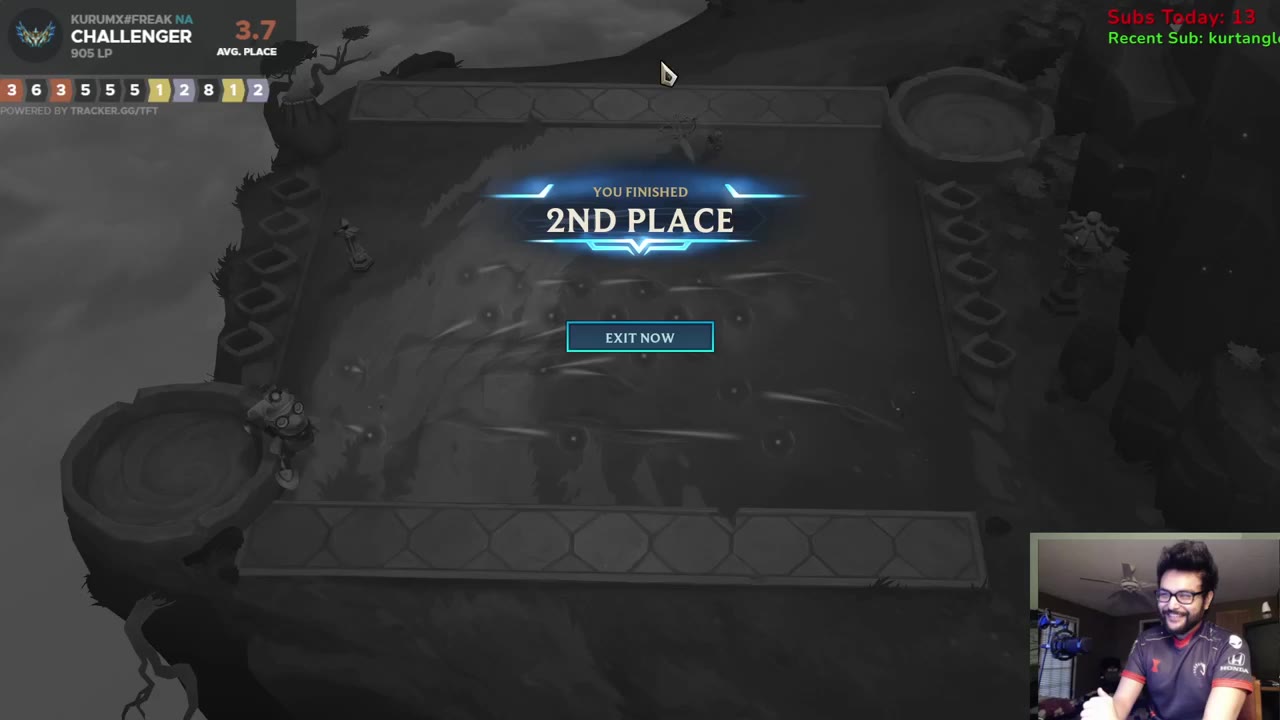 KURUMX#FREAK NA
CHALLENGER
905 LP
3.7
AVG. PLACE
3 6 3 5 5 5 1 2 8 1 2
POWERED BY TRACKER.GG/TFT
Subs Today: 13
Recent Sub: kurtangle
YOU FINISHED
2ND PLACE
EXIT NOW
HONDA